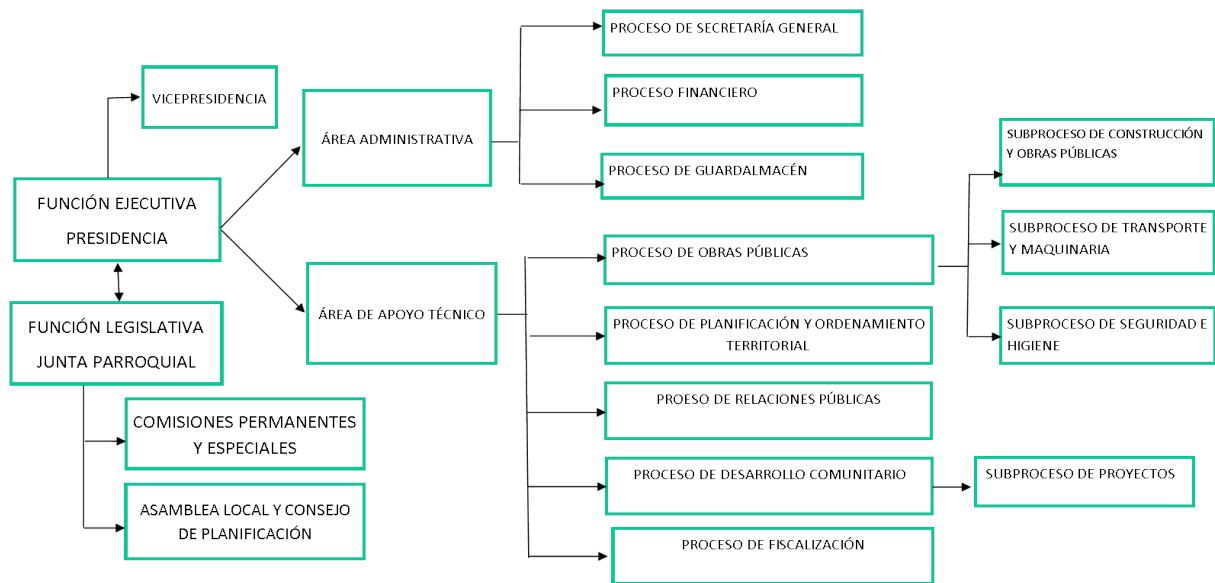 PROCESO DE SECRETARÍA GENERAL
VICEPRESIDENCIA
PROCESO FINANCIERO
ÁREA ADMINISTRATIVA
SUBPROCESO DE CONSTRUCCIÓN
Y OBRAS PÚBLICAS
PROCESO DE GUARDALMACÉN
FUNCIÓN EJECUTIVA
PRESIDENCIA
PROCESO DE OBRAS PÚBLICAS
SUBPROCESO DE TRANSPORTE
Y MAQUINARIA
FUNCIÓN LEGISLATIVA
JUNTA PARROQUIAL
ÁREA DE APOYO TÉCNICO
PROCESO DE PLANIFICACIÓN Y ORDENAMIENTO
TERRITORIAL
SUBPROCESO DE SEGURIDAD E
HIGIENE
COMISIONES PERMANENTES
Y ESPECIALES
PROESO DE RELACIONES PÚBLICAS
PROCESO DE DESARROLLO COMUNITARIO
SUBPROCESO DE PROYECTOS
ASAMBLEA LOCAL Y CONSEJO
DE PLANIFICACIÓN
PROCESO DE FISCALIZACIÓN